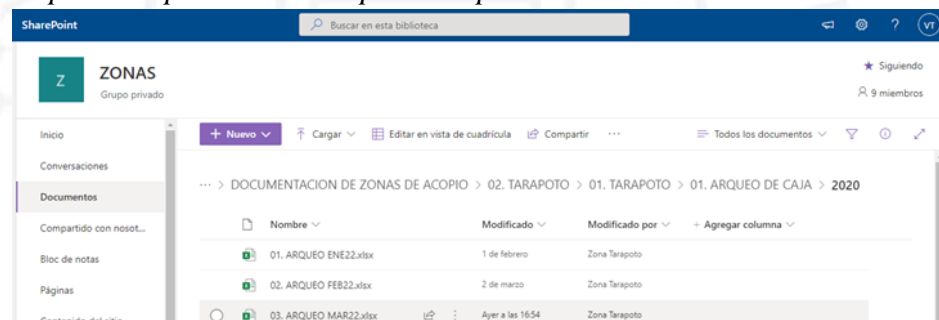 SharePoint
Buscar en esta biblioteca
?
VT
Z
ZONAS
Grupo privado
Siguiendo
9 miembros
Inicio
Conversaciones
Documentos
Compartido con nosot...
Bloc de notas
Páginas
+ Nuevo
Cargar
Editar en vista de cuadrícula
Compartir
...
Todos los documentos
... > DOCUMENTACION DE ZONAS DE ACOPIO > 02. TARAPOTO > 01. TARAPOTO > 01. ARQUEO DE CAJA > 2020
Nombre Modificado Modificado por + Agregar columna
01. ARQUEO ENE22.xlsx 1 de febrero Zona Tarapoto
02. ARQUEO FEB22.xlsx 2 de marzo Zona Tarapoto
03. ARQUEO MAR22.xlsx Ayer a las 16:54 Zona Tarapoto